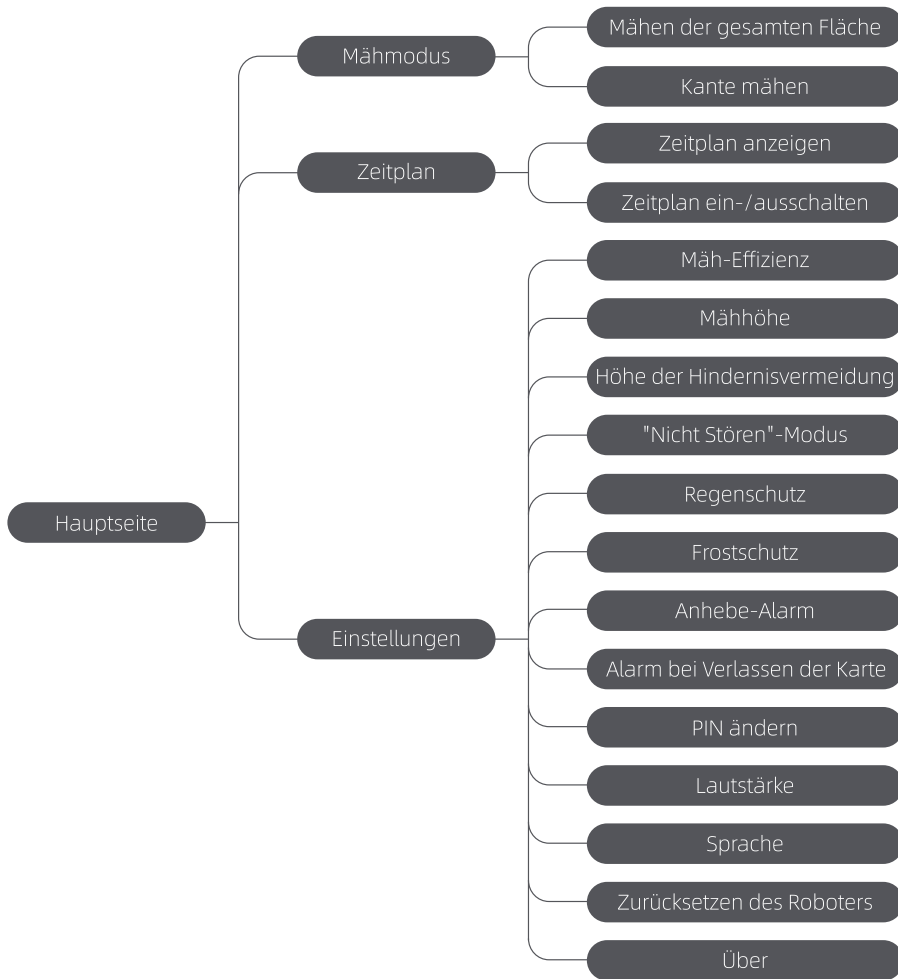 Hauptseite
Mähmodus
Mähen der gesamten Fläche
Kante mähen
Zeitplan
Zeitplan anzeigen
Zeitplan ein-/ausschalten
Einstellungen
Mäh-Effizienz
Mähhöhe
Höhe der Hindernisvermeidung
"Nicht Stören"-Modus
Regenschutz
Frostschutz
Anhebe-Alarm
Alarm bei Verlassen der Karte
PIN ändern
Lautstärke
Sprache
Zurücksetzen des Roboters
Über